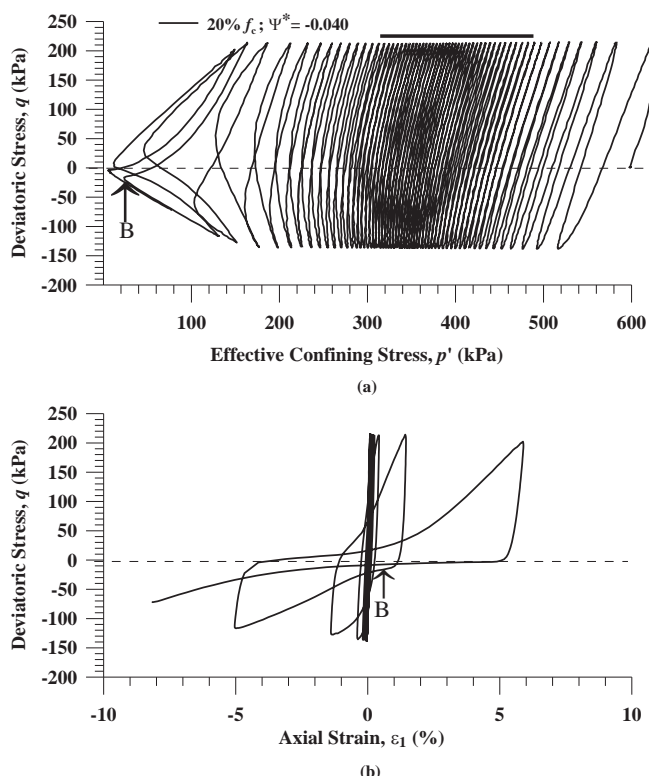 20% f_c ; Ψ* = -0.040
250
200
150
100
50
0
-50
-100
-150
-200
Deviatoric Stress, q (kPa)
B
100 200 300 400 500 600
Effective Confining Stress, p' (kPa)
(a)
250
200
150
100
50
0
-50
-100
-150
-200
Deviatoric Stress, q (kPa)
B
-10 -5 0 5 10
Axial Strain, ε₁ (%)
(b)